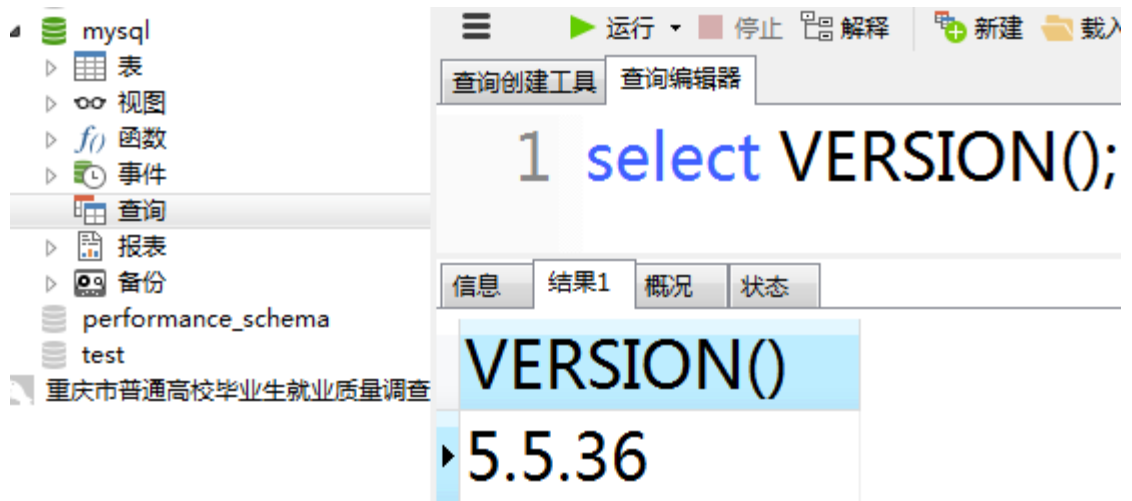 mysql
表
视图
f() 函数
事件
查询
报表
备份
performance_schema
test
重庆市普通高校毕业生就业质量调查
运行 停止 解释 新建 载入
查询创建工具 查询编辑器
1 select VERSION();
信息 结果1 概况 状态
VERSION()
5.5.36